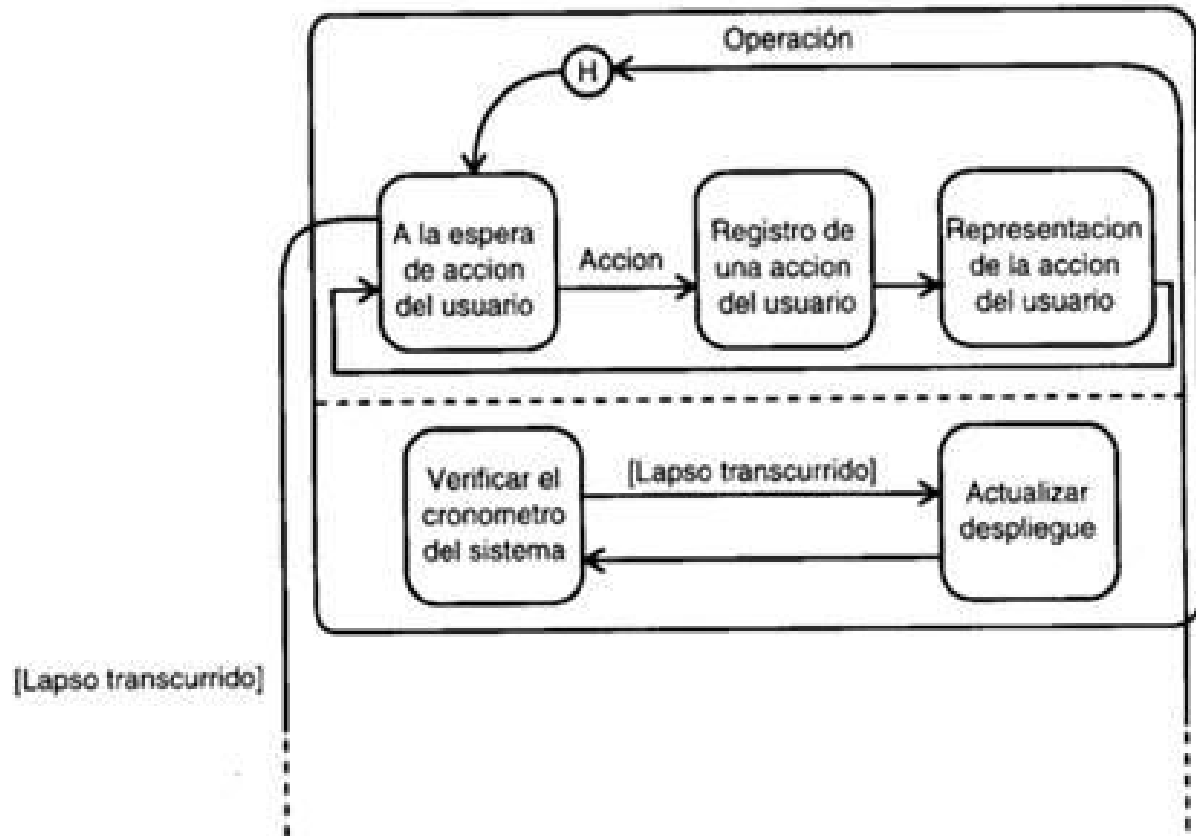 Operación
H
A la espera
de accion
del usuario
Accion
Registro de
una accion
del usuario
Representacion
de la accion
del usuario
Verificar el
cronometro
del sistema
[Lapso transcurrido]
Actualizar
despliegue
[Lapso transcurrido]